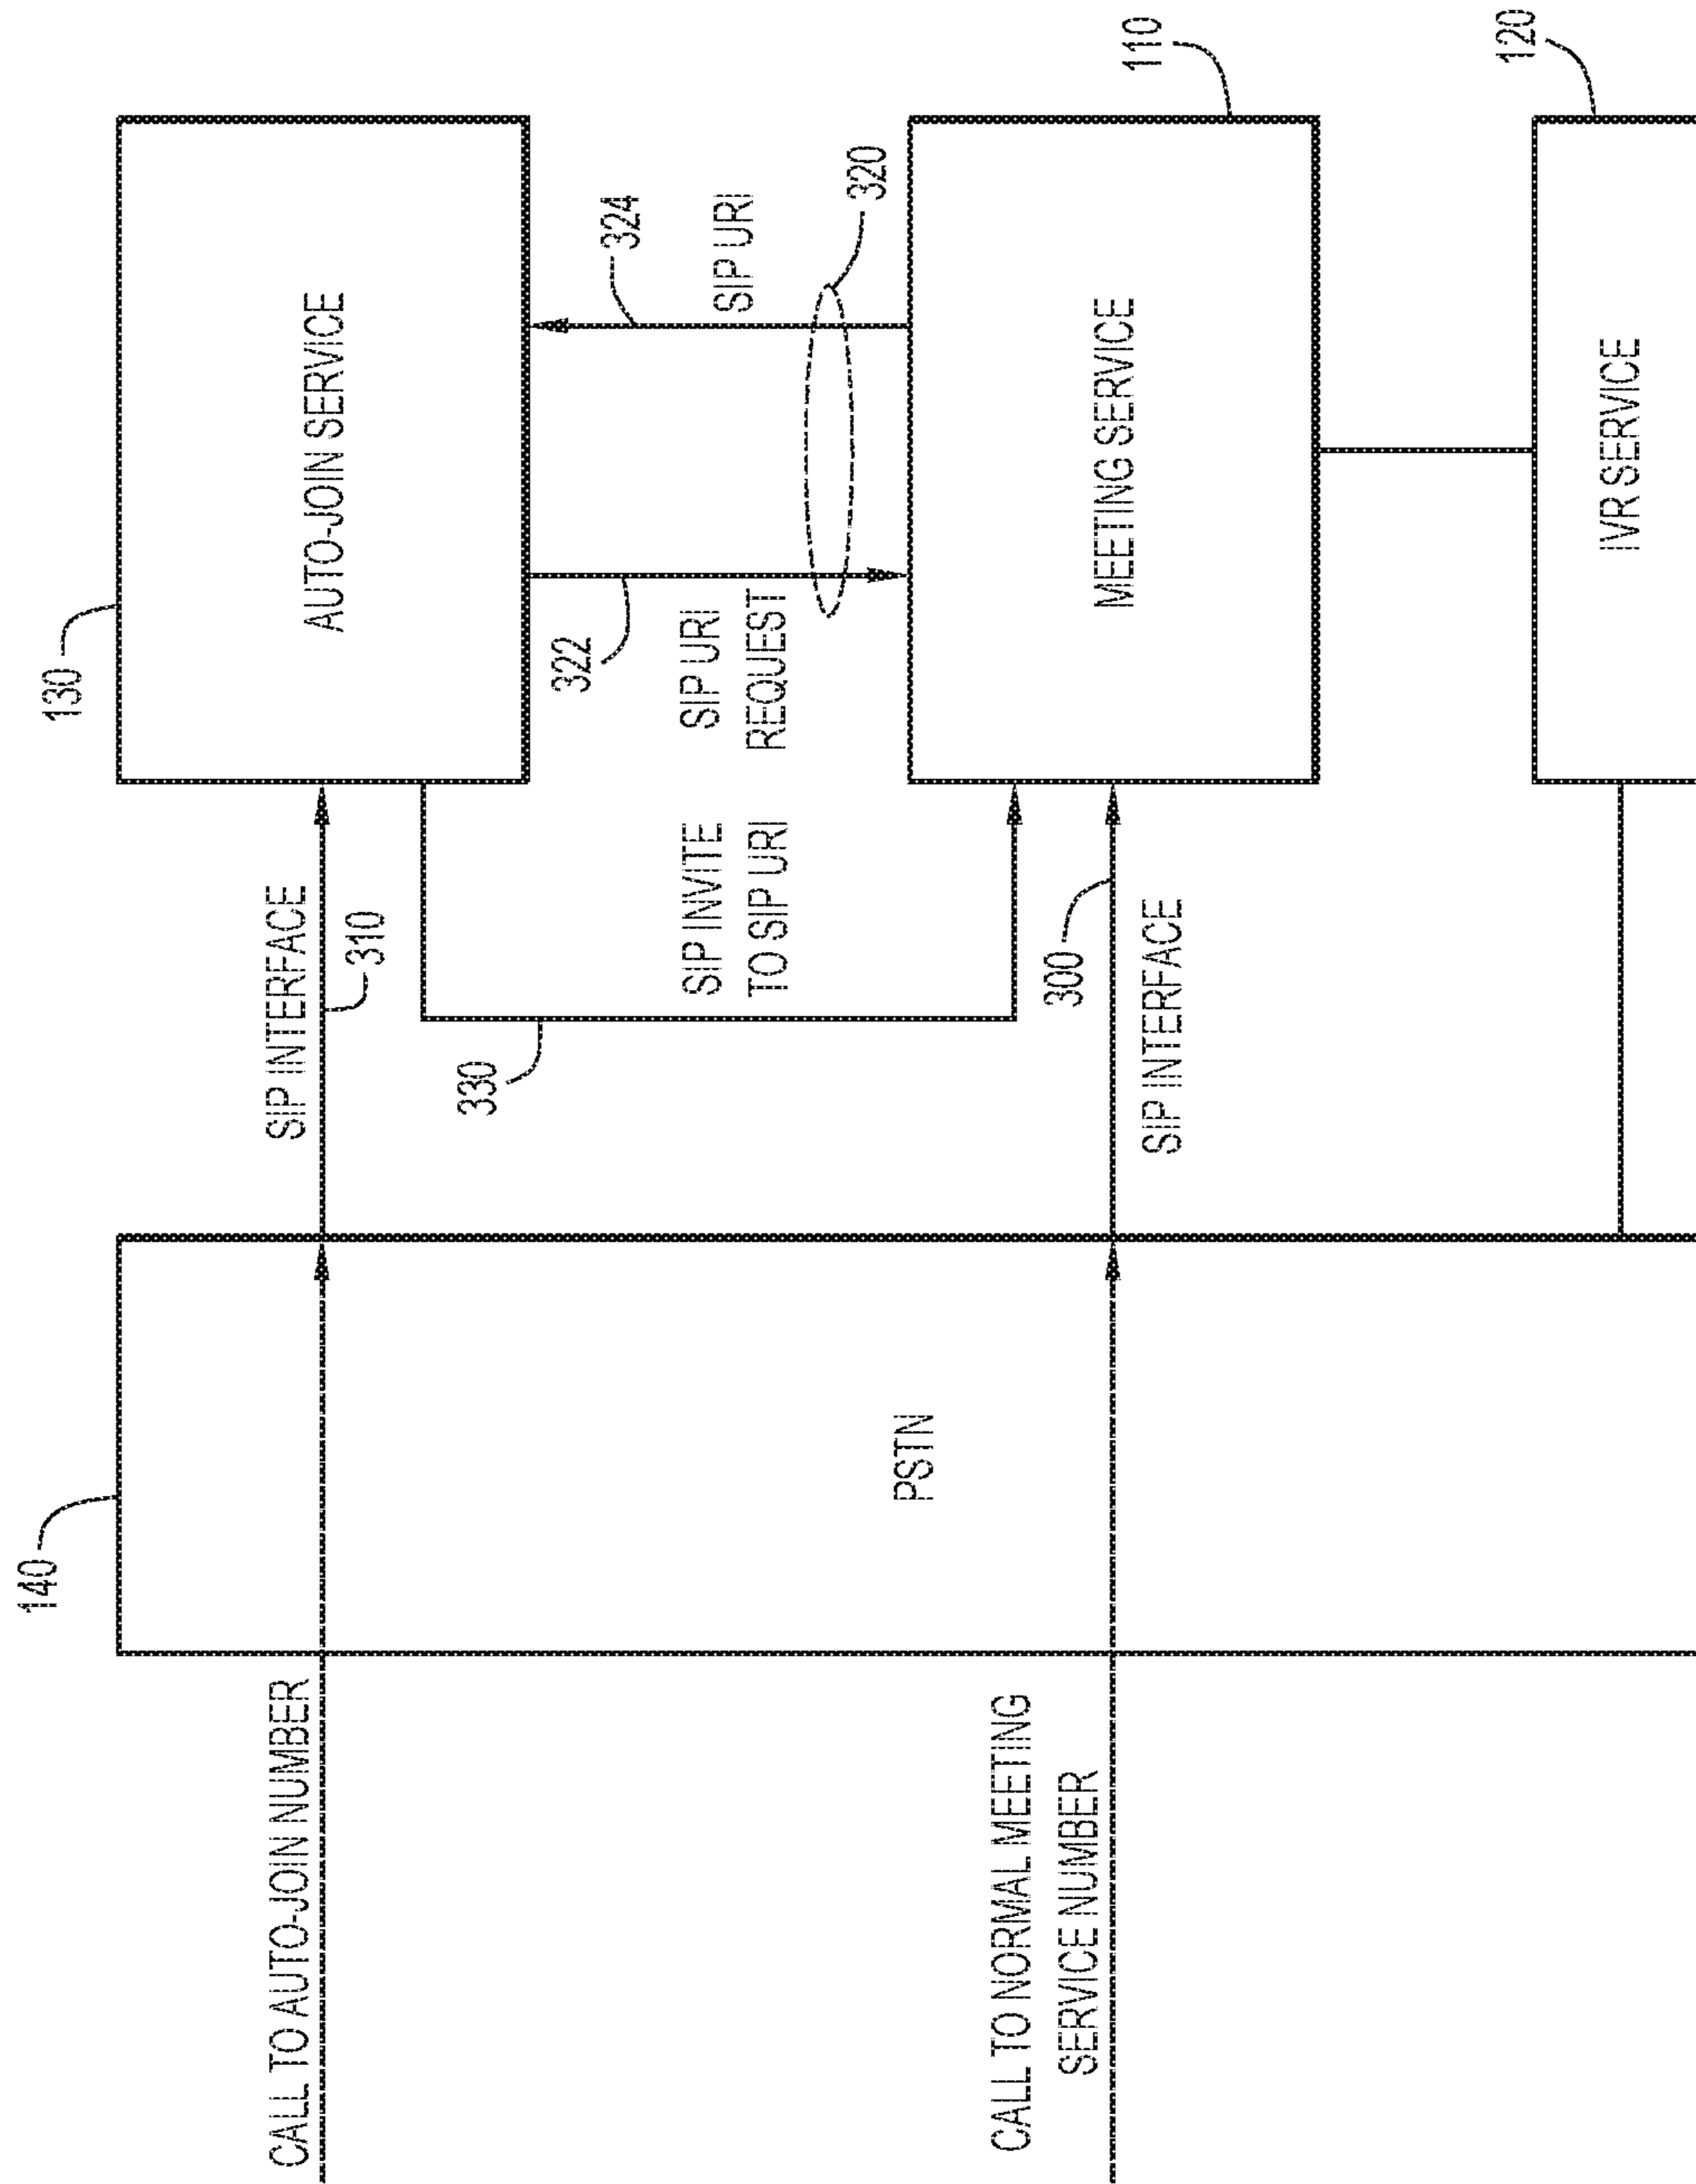 130
AUTO-JOIN SERVICE
140
SIP INTERFACE
310
CALL TO AUTO-JOIN NUMBER
330
SIP INVITE
TO SIP URI
322
SIP URI
REQUEST
324
SIP URI
320
PSTN
MEETING SERVICE
110
300
SIP INTERFACE
CALL TO NORMAL MEETING
SERVICE NUMBER
120
IVR SERVICE